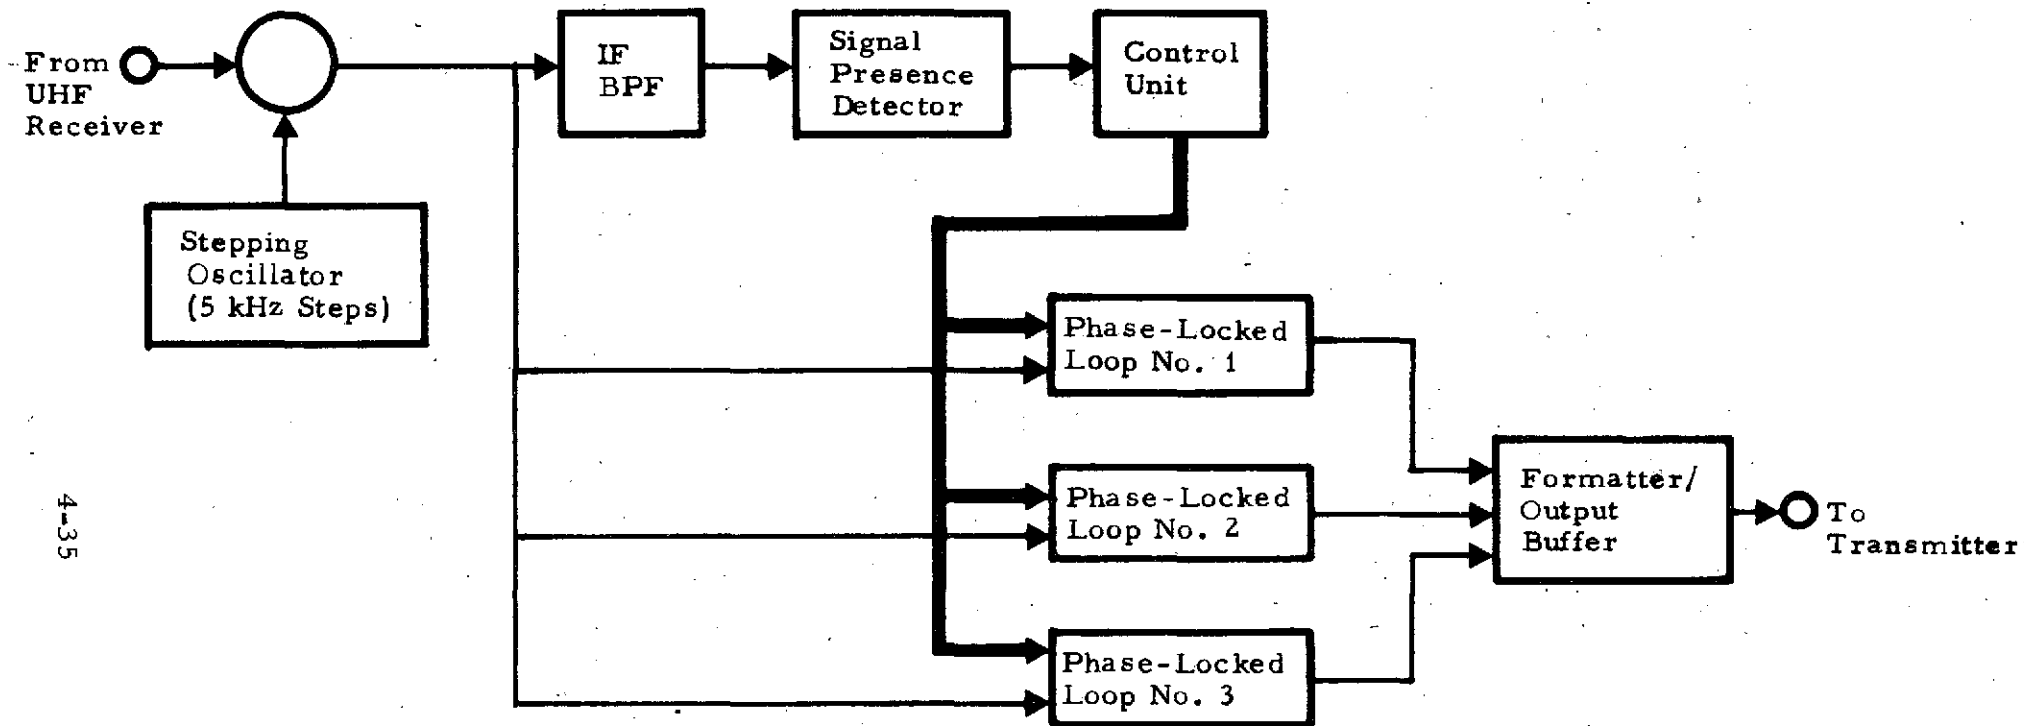 From
UHF
Receiver
IF
BPF
Signal
Presence
Detector
Control
Unit
Stepping
Oscillator
(5 kHz Steps)
Phase-Locked
Loop No. 1
Phase-Locked
Loop No. 2
Phase-Locked
Loop No. 3
Formatter/
Output
Buffer
To
Transmitter
4-35